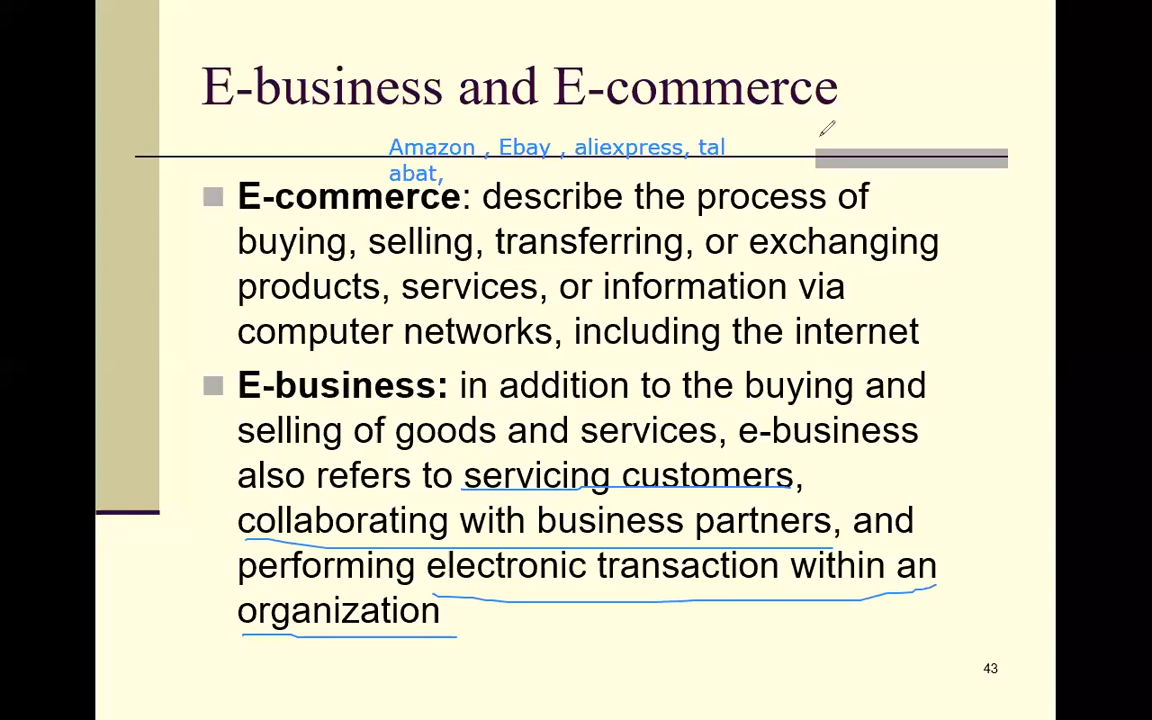 E-business and E-commerce
Amazon , Ebay , aliexpress, tal
abat,
E-commerce: describe the process of
buying, selling, transferring, or exchanging
products, services, or information via
computer networks, including the internet
E-business: in addition to the buying and
selling of goods and services, e-business
also refers to servicing customers,
collaborating with business partners, and
performing electronic transaction within an
organization
43